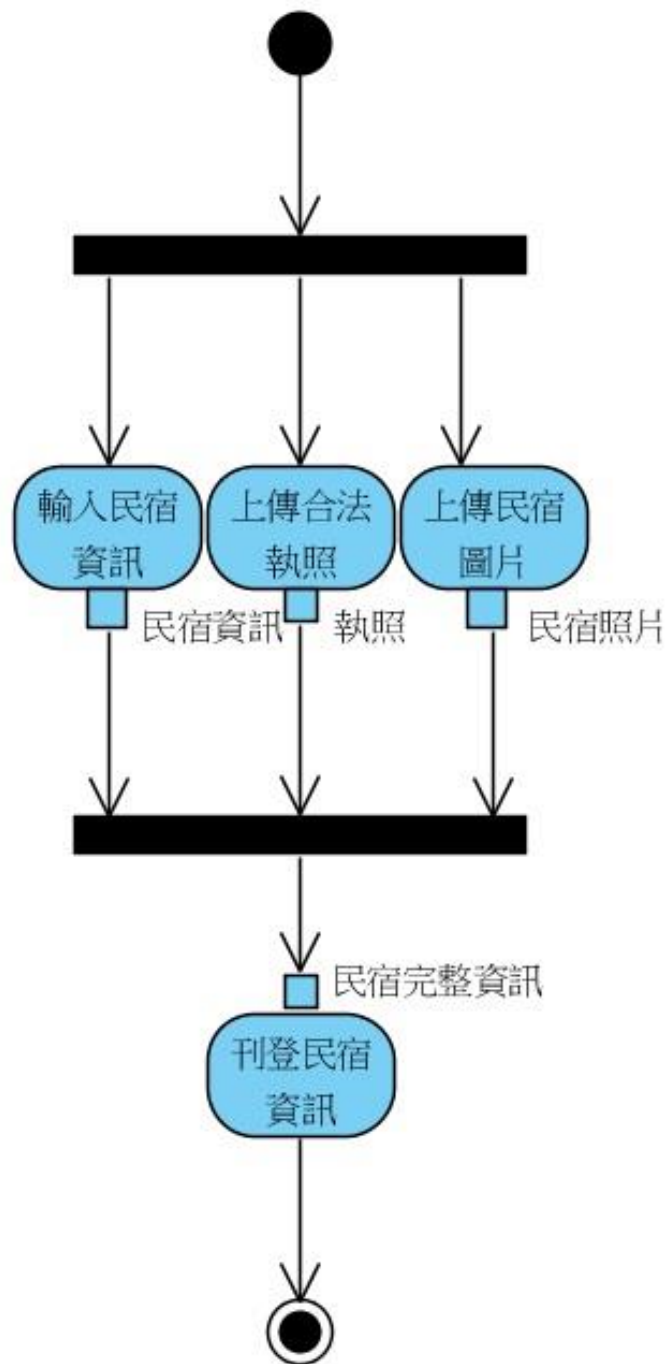 輸入民宿
資訊
上傳合法
執照
上傳民宿
圖片
民宿資訊
執照
民宿照片
民宿完整資訊
刊登民宿
資訊